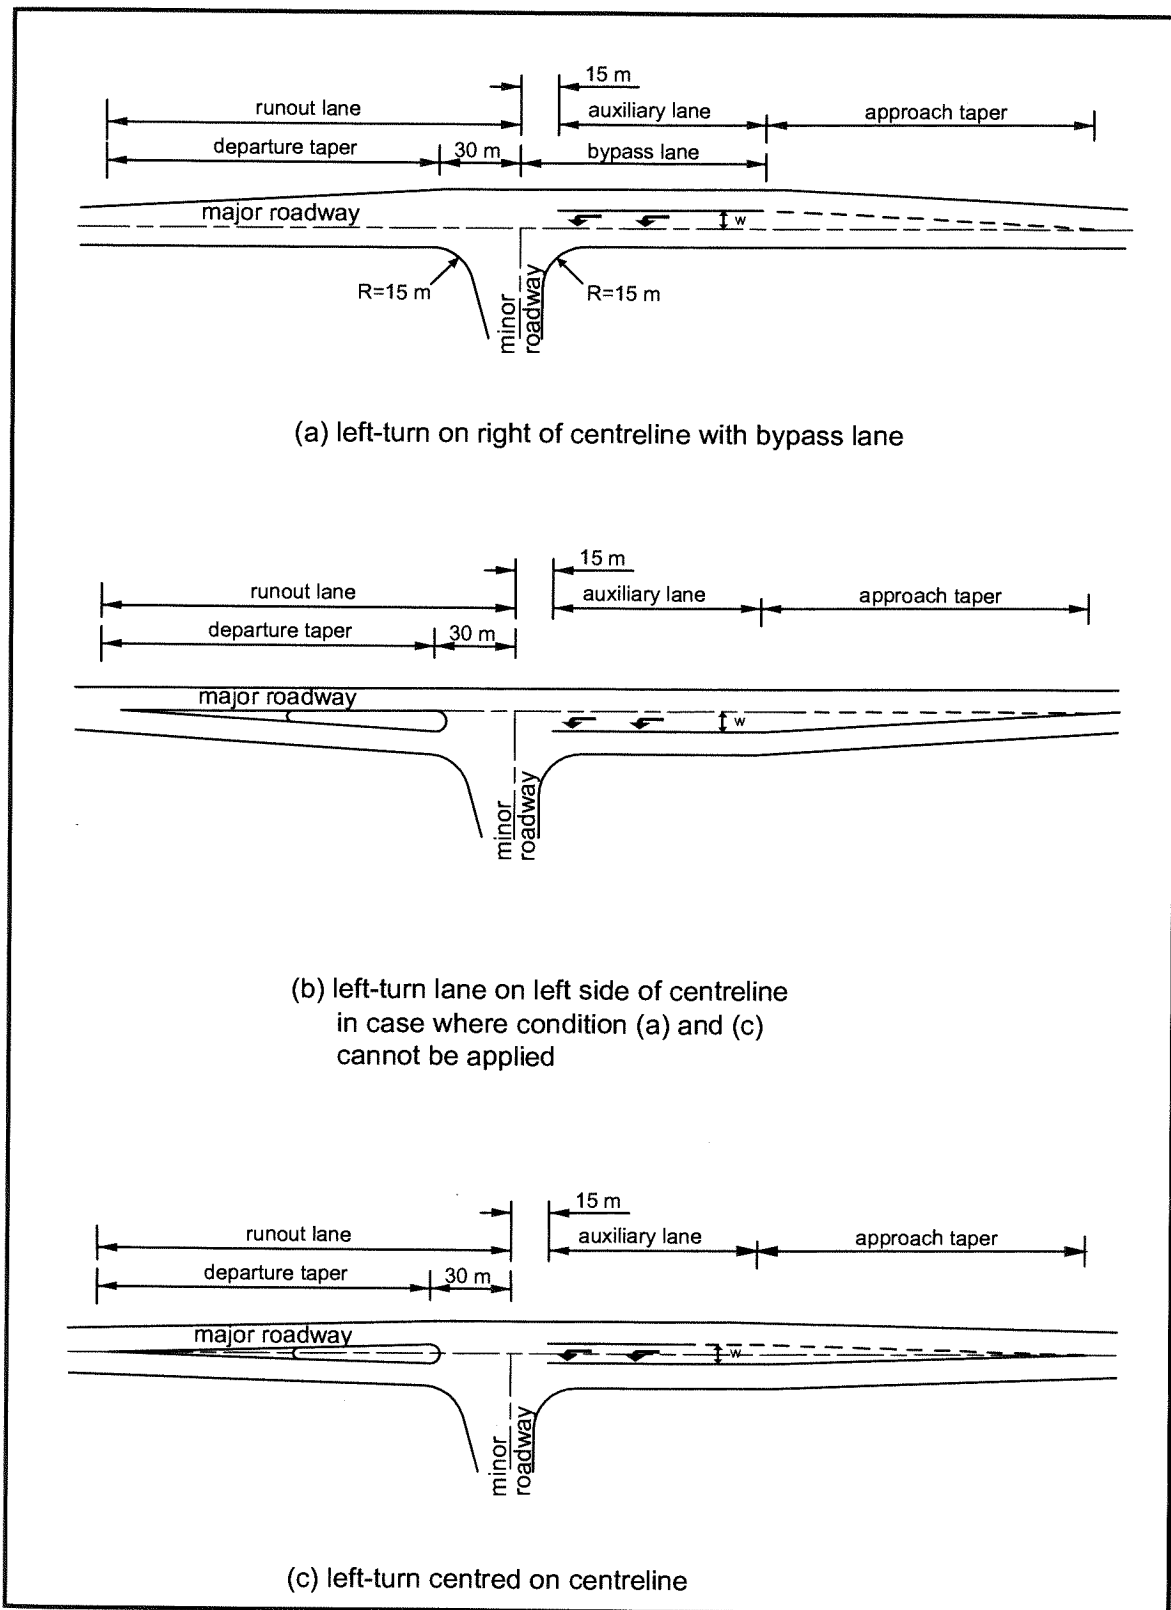 15 m
runout lane
auxiliary lane
approach taper
departure taper
30 m
bypass lane
major roadway
w
R=15 m
R=15 m
minor
roadway
(a) left-turn on right of centreline with bypass lane
15 m
runout lane
auxiliary lane
approach taper
departure taper
30 m
major roadway
w
minor
roadway
(b) left-turn lane on left side of centreline
in case where condition (a) and (c)
cannot be applied
15 m
runout lane
auxiliary lane
approach taper
departure taper
30 m
major roadway
w
minor
roadway
(c) left-turn centred on centreline